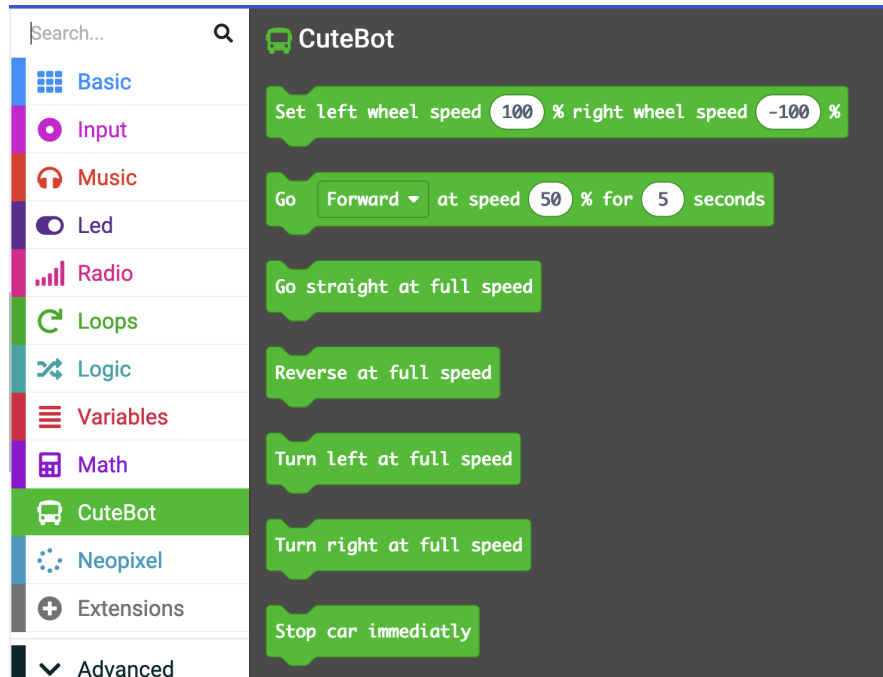 Search...
Basic
Input
Music
Led
Radio
Loops
Logic
Variables
Math
CuteBot
Neopixel
Extensions
Advanced
CuteBot
Set left wheel speed 100 % right wheel speed -100 %
Go Forward at speed 50 % for 5 seconds
Go straight at full speed
Reverse at full speed
Turn left at full speed
Turn right at full speed
Stop car immediatly